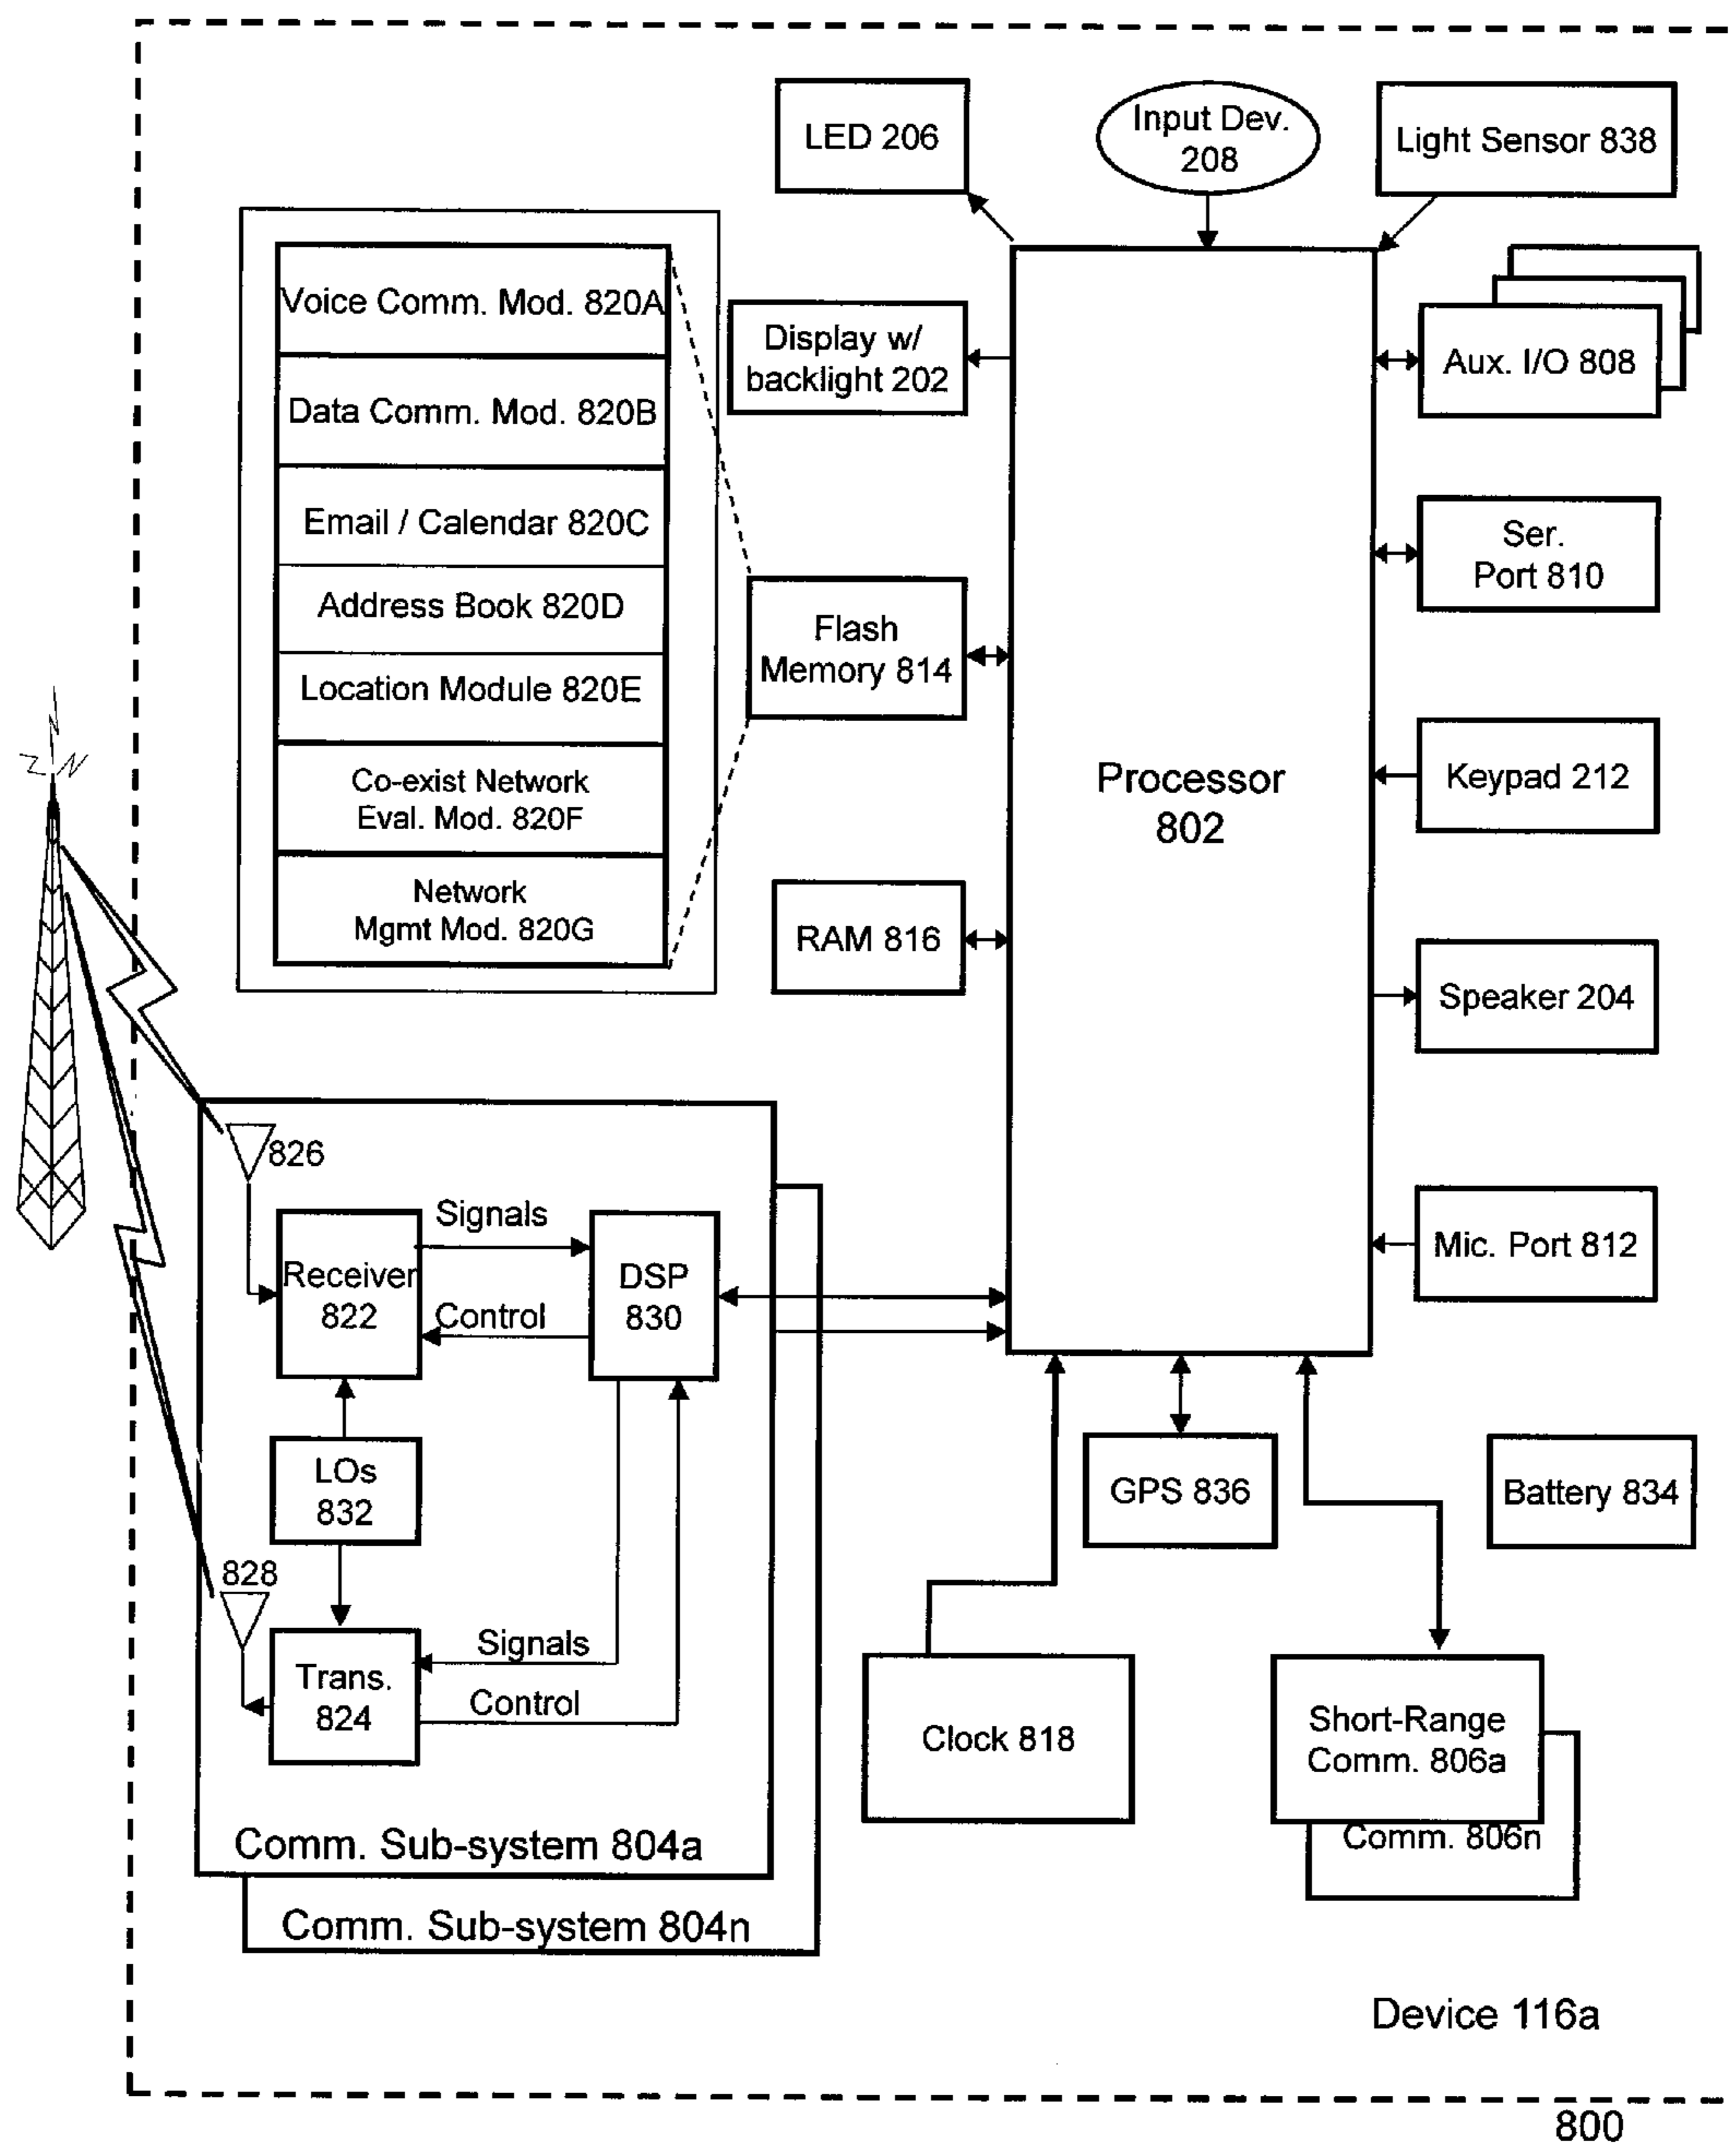 LED 206
Input Dev.
208
Light Sensor 838
Voice Comm. Mod. 820A
Data Comm. Mod. 820B
Email / Calendar 820C
Address Book 820D
Location Module 820E
Co-exist Network
Eval. Mod. 820F
Network
Mgmt Mod. 820G
Display w/
backlight 202
Flash
Memory 814
RAM 816
Processor
802
Aux. I/O 808
Ser.
Port 810
Keypad 212
Speaker 204
Mic. Port 812
826
Receiver
822
Signals
Control
DSP
830
LOs
832
828
Trans.
824
Signals
Control
Comm. Sub-system 804a
Comm. Sub-system 804n
GPS 836
Battery 834
Clock 818
Short-Range
Comm. 806a
Comm. 806n
Device 116a
800